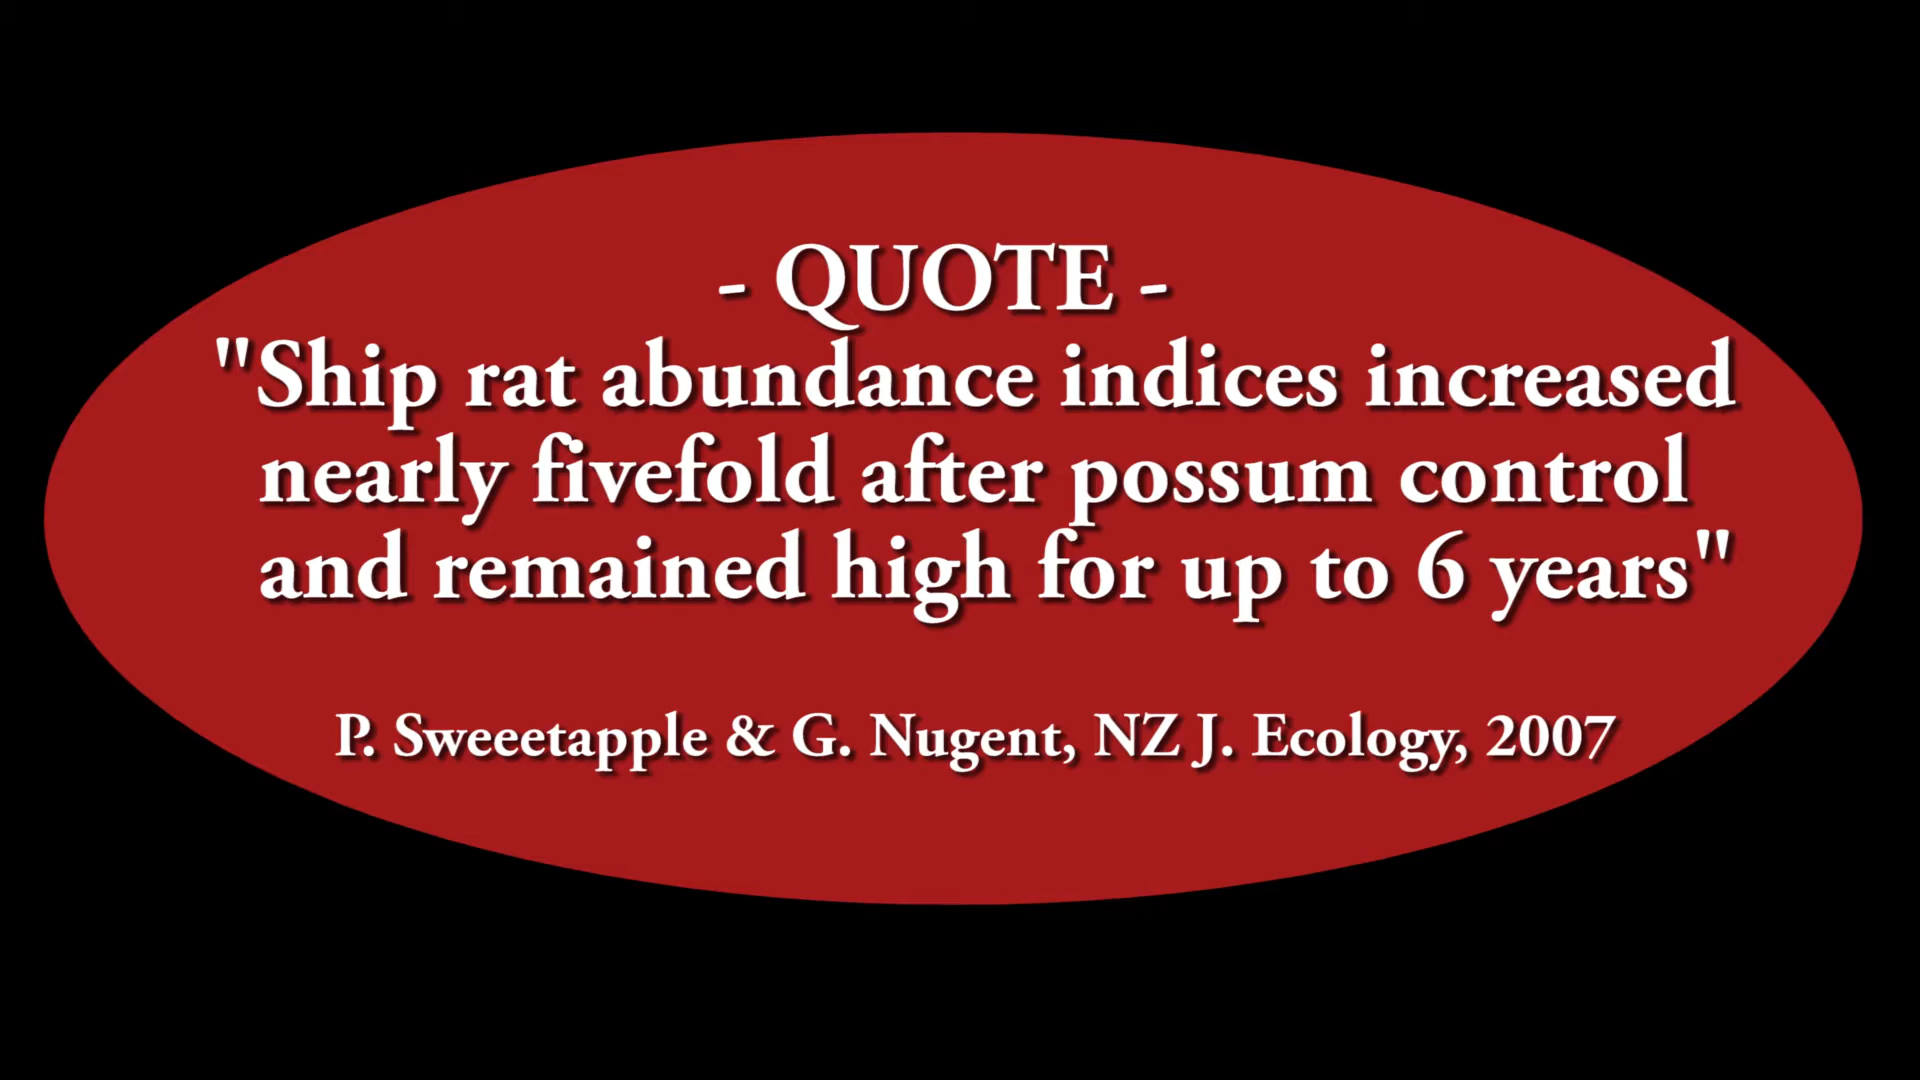 - QUOTE -
"Ship rat abundance indices increased
nearly fivefold after possum control
and remained high for up to 6 years"
P. Sweeetapple & G. Nugent, NZ J. Ecology, 2007